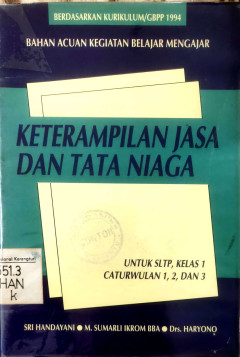 BERDASARKAN KURIKULUM/GBPP 1994
BAHAN ACUAN KEGIATAN BELAJAR MENGAJAR
KETERAMPILAN JASA
DAN TATA NIAGA
UNTUK SLTP, KELAS 1
CATURWULAN 1, 2, DAN 3
51.3
HAN
k
SRI HANDAYANI ● M. SUMARLI IKROM BBA ● Drs. HARYONO